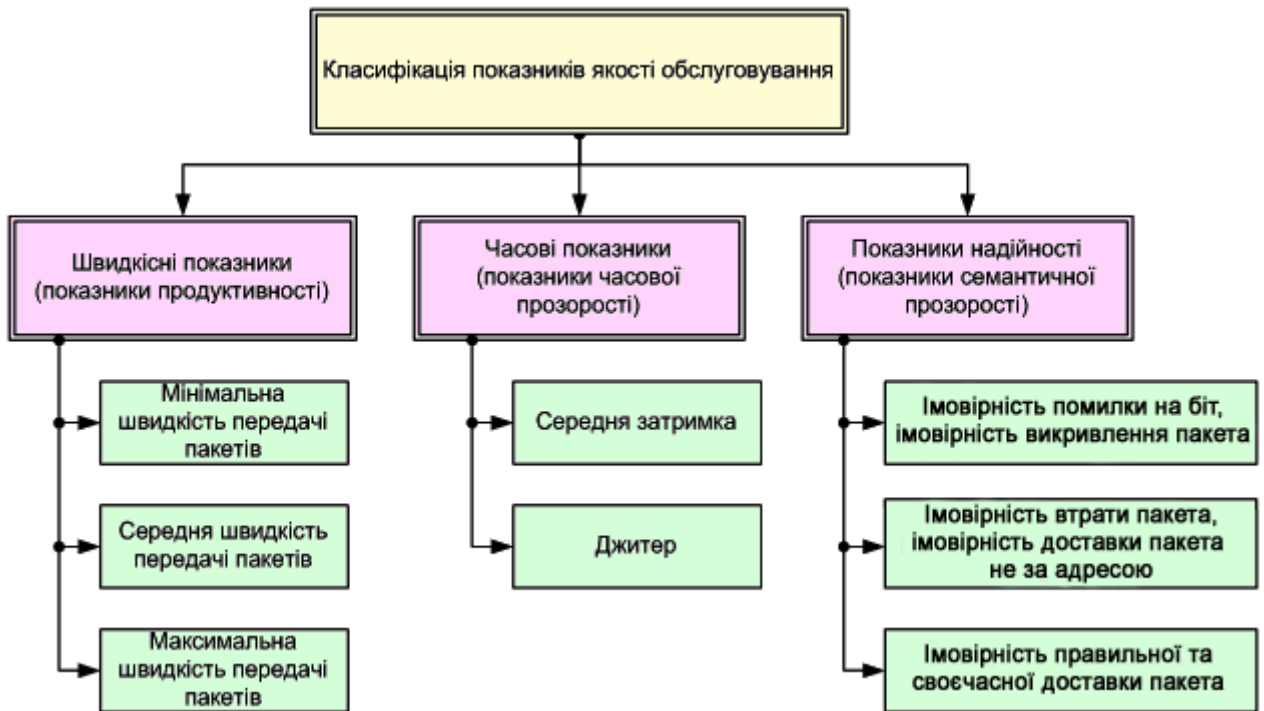 Класифікація показників якості обслуговування
Швидкісні показники
(показники продуктивності)
Мінімальна
швидкість передачі
пакетів
Середня швидкість
передачі пакетів
Максимальна
швидкість передачі
пакетів
Часові показники
(показники часової
прозорості)
Середня затримка
Джитер
Показники надійності
(показники семантичної
прозорості)
Імовірність помилки на біт,
імовірність викривлення пакета
Імовірність втрати пакета,
імовірність доставки пакета
не за адресою
Імовірність правильної та
своєчасної доставки пакета